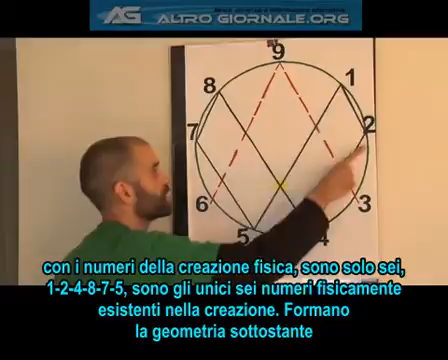 ALTRO GIORNALE.ORG
9
8
1
7
2
6
3
5
4
con i numeri della creazione fisica, sono solo sei,
1-2-4-8-7-5, sono gli unici sei numeri fisicamente
esistenti nella creazione. Formano
la geometria sottostante